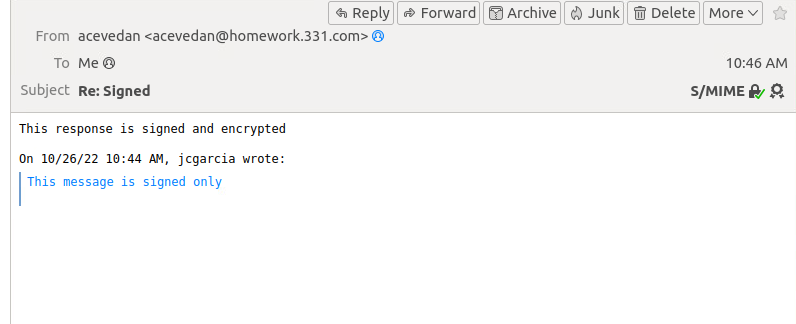 Reply Forward Archive Junk Delete More
From acevedan <acevedan@homework.331.com>
To Me 10:46 AM
Subject Re: Signed S/MIME
This response is signed and encrypted
On 10/26/22 10:44 AM, jcgarcia wrote:
This message is signed only